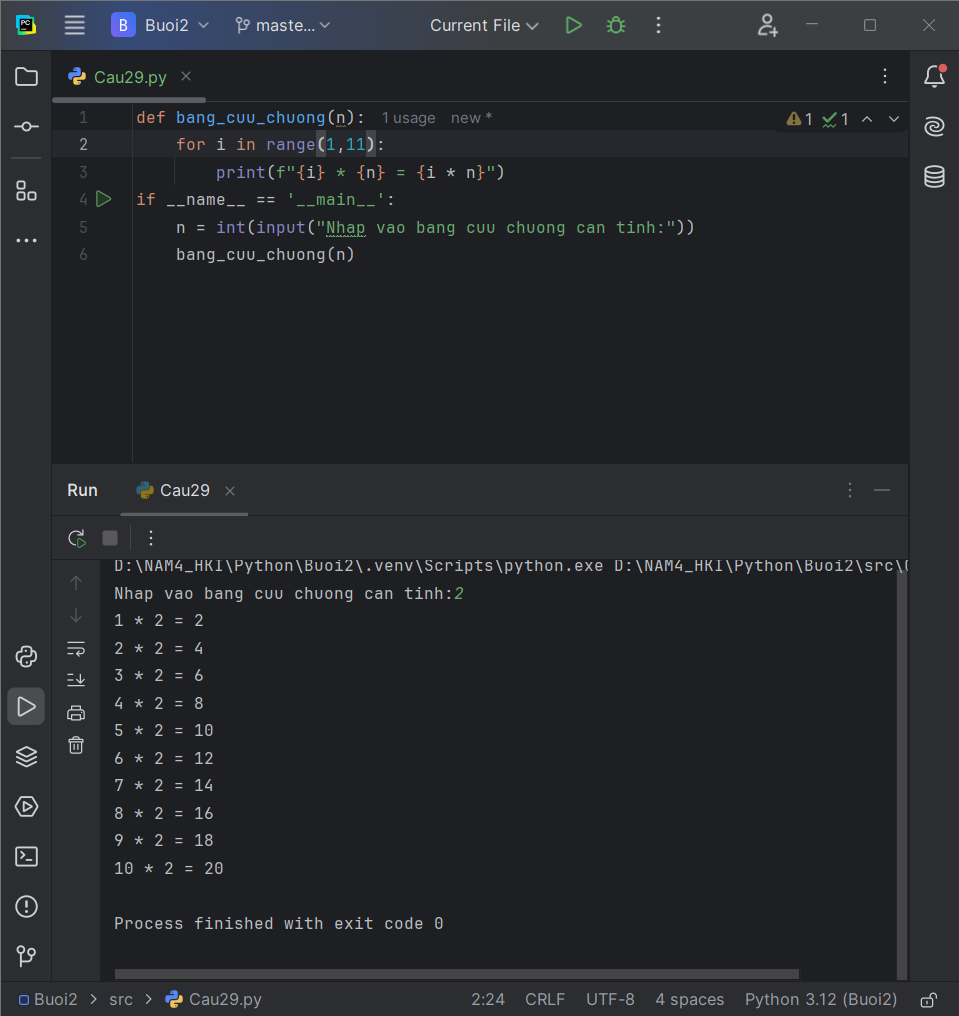 PC B Buoi2 maste... Current File
Cau29.py
1 def bang_cuu_chuong(n): 1 usage new * 1 1
2 for i in range(1,11):
3 print(f"{i} * {n} = {i * n}")
4 if __name__ == '__main__':
5 n = int(input("Nhap vao bang cuu chuong can tinh:"))
6 bang_cuu_chuong(n)
Run Cau29
D:\NAM4_HKI\Python\Buoi2\.venv\Scripts\python.exe D:\NAM4_HKI\Python\Buoi2\src\
Nhap vao bang cuu chuong can tinh:2
1 * 2 = 2
2 * 2 = 4
3 * 2 = 6
4 * 2 = 8
5 * 2 = 10
6 * 2 = 12
7 * 2 = 14
8 * 2 = 16
9 * 2 = 18
10 * 2 = 20
Process finished with exit code 0
Buoi2 > src > Cau29.py 2:24 CRLF UTF-8 4 spaces Python 3.12 (Buoi2)